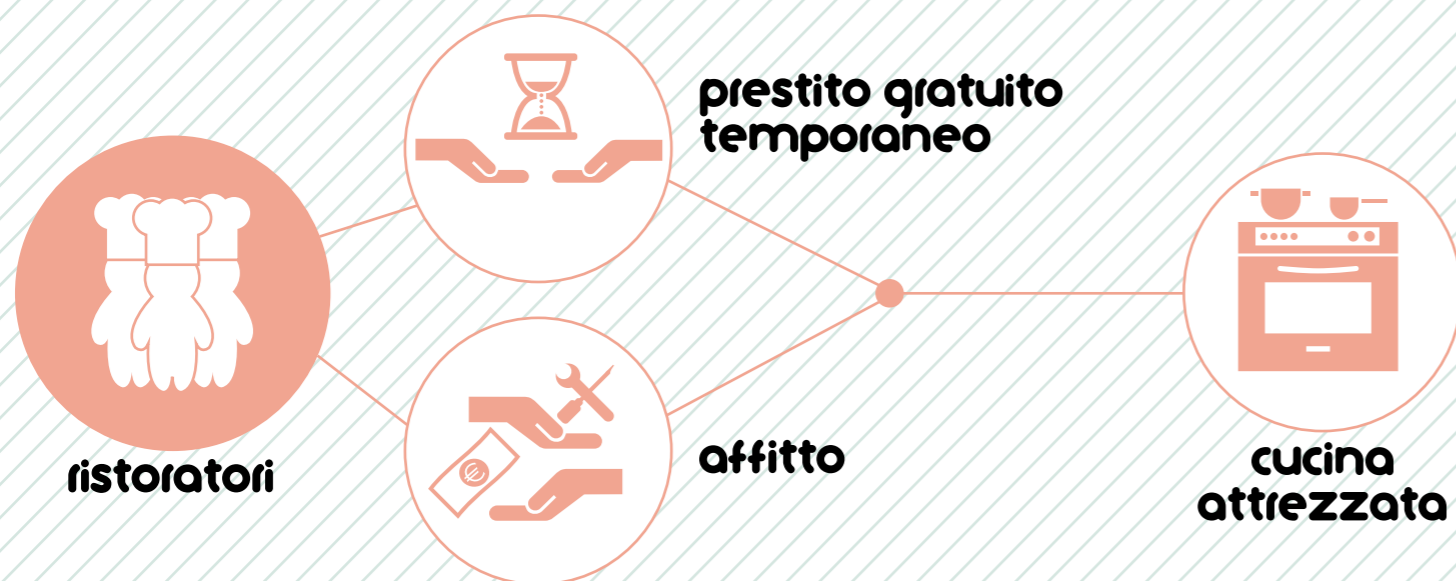 prestito gratuito
temporaneo
ristoratori
affitto
cucina
attrezzata